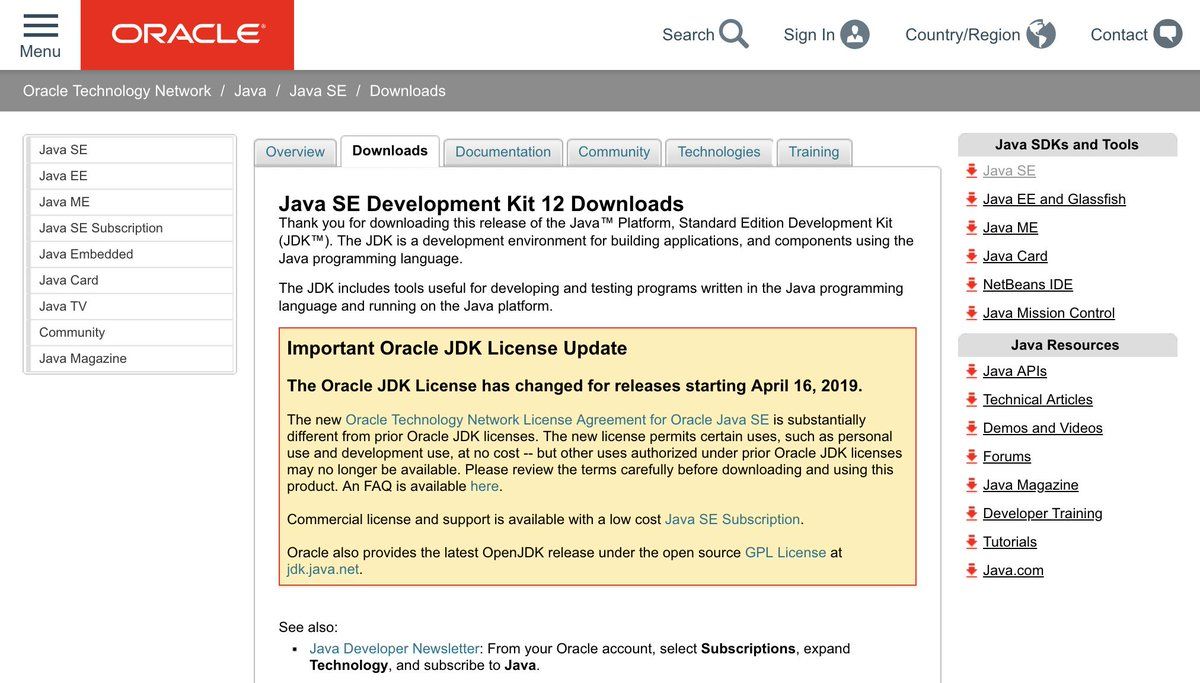 Menu
ORACLE®
Search
Sign In
Country/Region
Contact
Oracle Technology Network / Java / Java SE / Downloads
Java SE
Java EE
Java ME
Java SE Subscription
Java Embedded
Java Card
Java TV
Community
Java Magazine
Overview
Downloads
Documentation
Community
Technologies
Training
Java SE Development Kit 12 Downloads
Thank you for downloading this release of the Java™ Platform, Standard Edition Development Kit
(JDK™). The JDK is a development environment for building applications, and components using the
Java programming language.
The JDK includes tools useful for developing and testing programs written in the Java programming
language and running on the Java platform.
Important Oracle JDK License Update
The Oracle JDK License has changed for releases starting April 16, 2019.
The new Oracle Technology Network License Agreement for Oracle Java SE is substantially
different from prior Oracle JDK licenses. The new license permits certain uses, such as personal
use and development use, at no cost -- but other uses authorized under prior Oracle JDK licenses
may no longer be available. Please review the terms carefully before downloading and using this
product. An FAQ is available here.
Commercial license and support is available with a low cost Java SE Subscription.
Oracle also provides the latest OpenJDK release under the open source GPL License at
jdk.java.net.
See also:
▪ Java Developer Newsletter: From your Oracle account, select Subscriptions, expand
Technology, and subscribe to Java.
Java SDKs and Tools
Java SE
Java EE and Glassfish
Java ME
Java Card
NetBeans IDE
Java Mission Control
Java Resources
Java APIs
Technical Articles
Demos and Videos
Forums
Java Magazine
Developer Training
Tutorials
Java.com